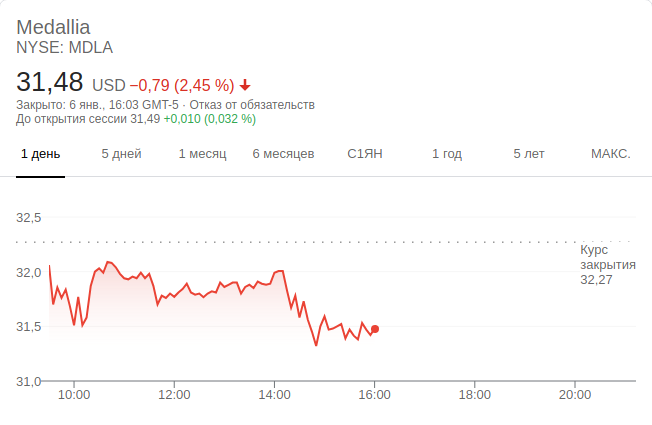 Medallia
NYSE: MDLA
31,48 USD −0,79 (2,45 %)
Закрыто: 6 янв., 16:03 GMT-5 · Отказ от обязательств
До открытия сессии 31,49 +0,010 (0,032 %)
1 день 5 дней 1 месяц 6 месяцев С1ЯН 1 год 5 лет МАКС.
32,5
Курс
закрытия
32,27
32,0
31,5
31,0
10:00 12:00 14:00 16:00 18:00 20:00